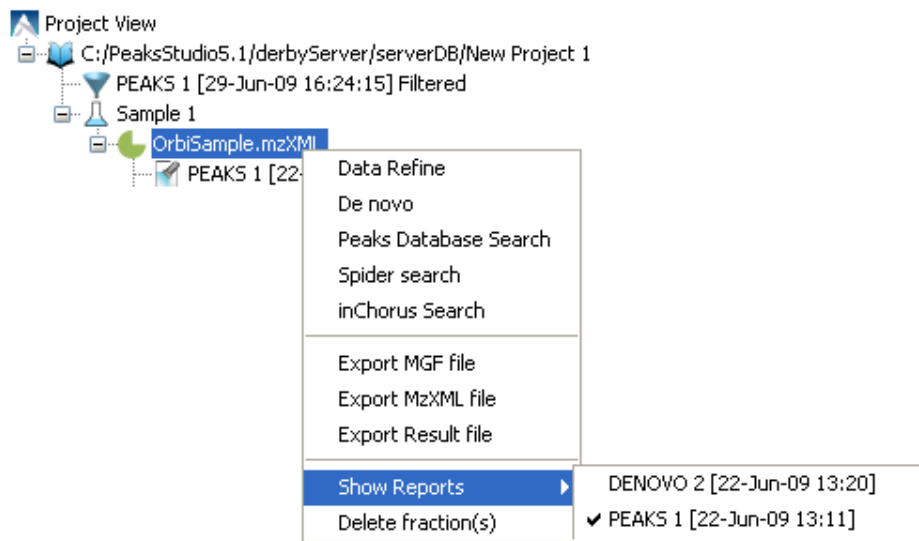 Project View
C:/PeaksStudio5.1/derbyServer/serverDB/New Project 1
PEAKS 1 [29-Jun-09 16:24:15] Filtered
Sample 1
OrbiSample.mzXML
PEAKS 1 [22-
Data Refine
De novo
Peaks Database Search
Spider search
inChorus Search
Export MGF file
Export MzXML file
Export Result file
Show Reports
DENOVO 2 [22-Jun-09 13:20]
Delete fraction(s)
PEAKS 1 [22-Jun-09 13:11]